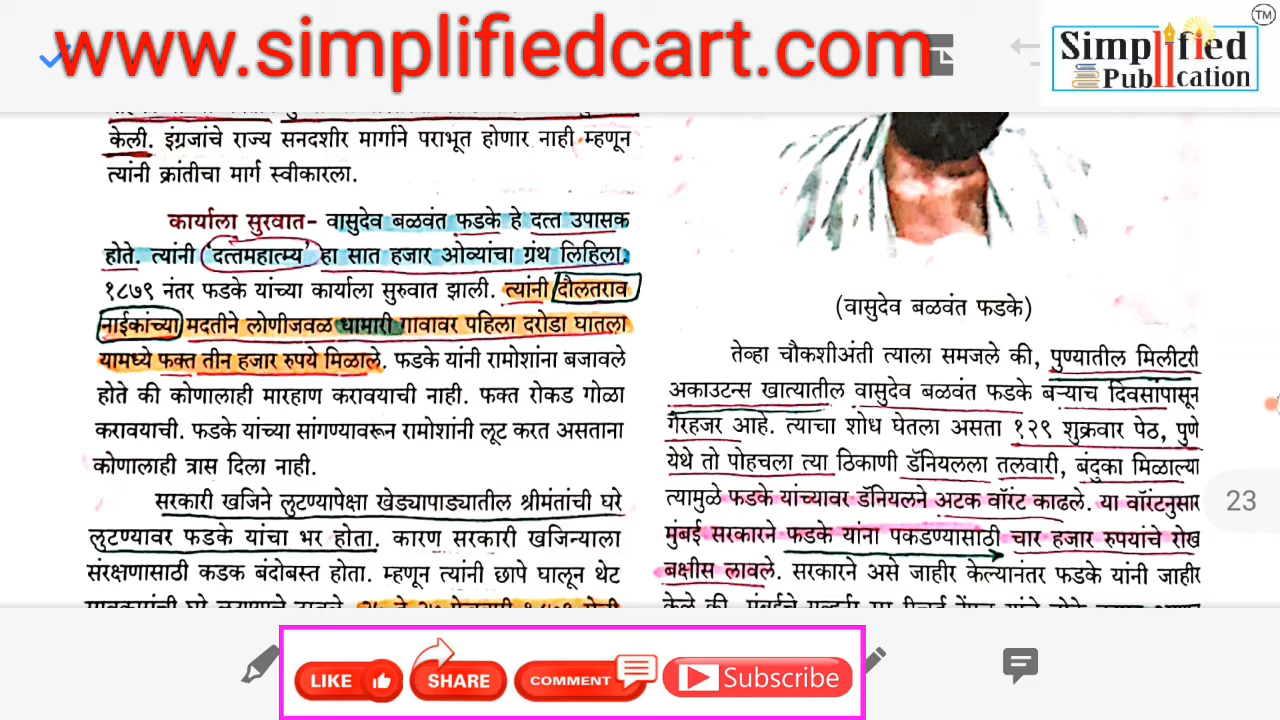 www.simplifiedcart.com
TM
Simplified
Publication
केली. इंग्रजांचे राज्य सनदशीर मार्गाने पराभूत होणार नाही म्हणून
त्यांनी क्रांतीचा मार्ग स्वीकारला.
कार्याला सुरवात- वासुदेव बळवंत फडके हे दत्त उपासक
होते. त्यांनी 'दत्तमहात्म्य' हा सात हजार ओव्यांचा ग्रंथ लिहिला.
१८७९ नंतर फडके यांच्या कार्याला सुरुवात झाली. त्यांनी दौलतराव
नाईकांच्या मदतीने लोणीजवळ धामारी गावावर पहिला दरोडा घातला
यामध्ये फक्त तीन हजार रुपये मिळाले. फडके यांनी रामोशांना बजावले
होते की कोणालाही मारहाण करावयाची नाही. फक्त रोकड गोळा
करावयाची. फडके यांच्या सांगण्यावरून रामोशांनी लूट करत असताना
कोणालाही त्रास दिला नाही.
सरकारी खजिने लुटण्यापेक्षा खेड्यापाड्यातील श्रीमंतांची घरे
लुटण्यावर फडके यांचा भर होता. कारण सरकारी खजिन्याला
संरक्षणासाठी कडक बंदोबस्त होता. म्हणून त्यांनी छापे घालून थेट
(वासुदेव बळवंत फडके)
तेव्हा चौकशीअंती त्याला समजले की, पुण्यातील मिलीटरी
अकाउटन्स खात्यातील वासुदेव बळवंत फडके बऱ्याच दिवसांपासून
गैरहजर आहे. त्याचा शोध घेतला असता १२९ शुक्रवार पेठ, पुणे
येथे तो पोहचला त्या ठिकाणी डॅनियलला तलवारी, बंदुका मिळाल्या
त्यामुळे फडके यांच्यावर डॅनियलने अटक वॉरंट काढले. या वॉरंटनुसार
मुंबई सरकारने फडके यांना पकडण्यासाठी चार हजार रुपयांचे रोख
बक्षीस लावले. सरकारने असे जाहीर केल्यानंतर फडके यांनी जाहीर
23
LIKE
SHARE
COMMENT
Subscribe